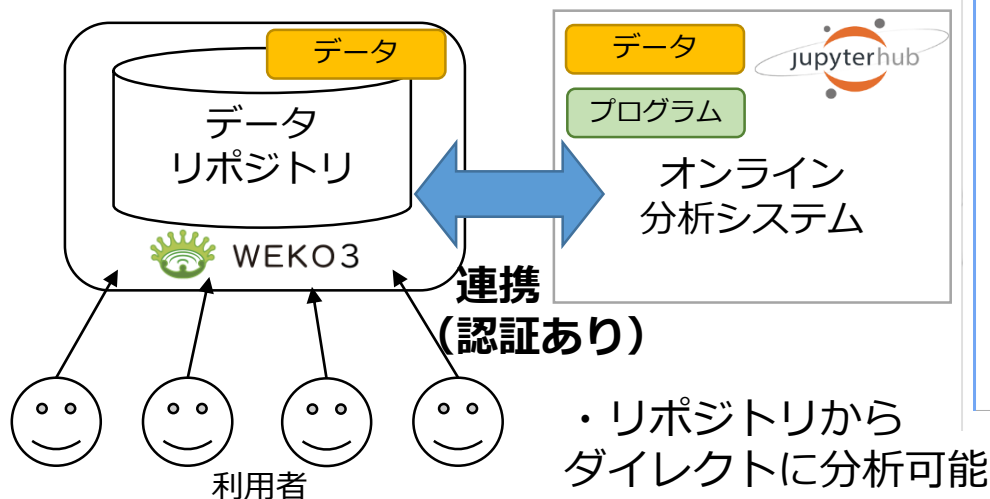 データ
データ
リポジトリ
WEKO3
データ
jupyterhub
プログラム
オンライン
分析システム
連携
（認証あり）
利用者
・リポジトリから
ダイレクトに分析可能